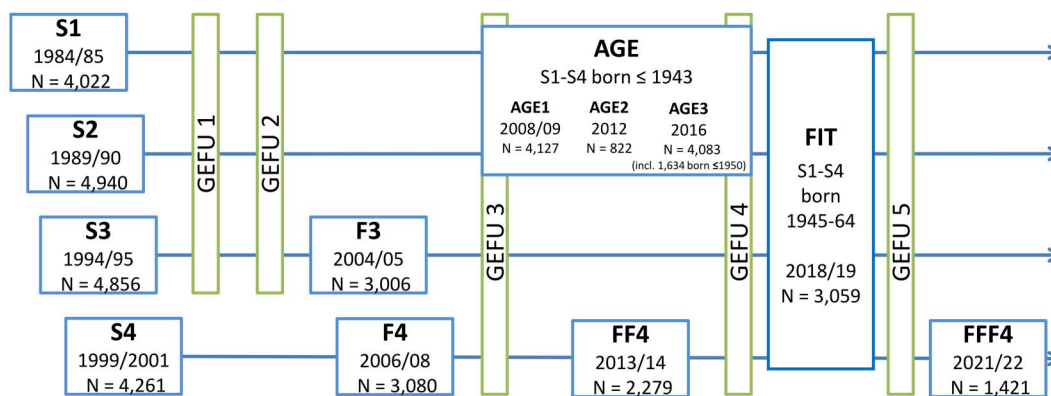 S1
1984/85
N = 4,022
S2
1989/90
N = 4,940
S3
1994/95
N = 4,856
S4
1999/2001
N = 4,261
GEFU 1
GEFU 2
F3
2004/05
N = 3,006
F4
2006/08
N = 3,080
GEFU 3
AGE
S1-S4 born ≤ 1943
AGE1 AGE2 AGE3
2008/09 2012 2016
N = 4,127 N = 822 N = 4,083
(incl. 1,634 born ≤1950)
FF4
2013/14
N = 2,279
GEFU 4
FIT
S1-S4
born
1945-64
2018/19
N = 3,059
GEFU 5
FFF4
2021/22
N = 1,421